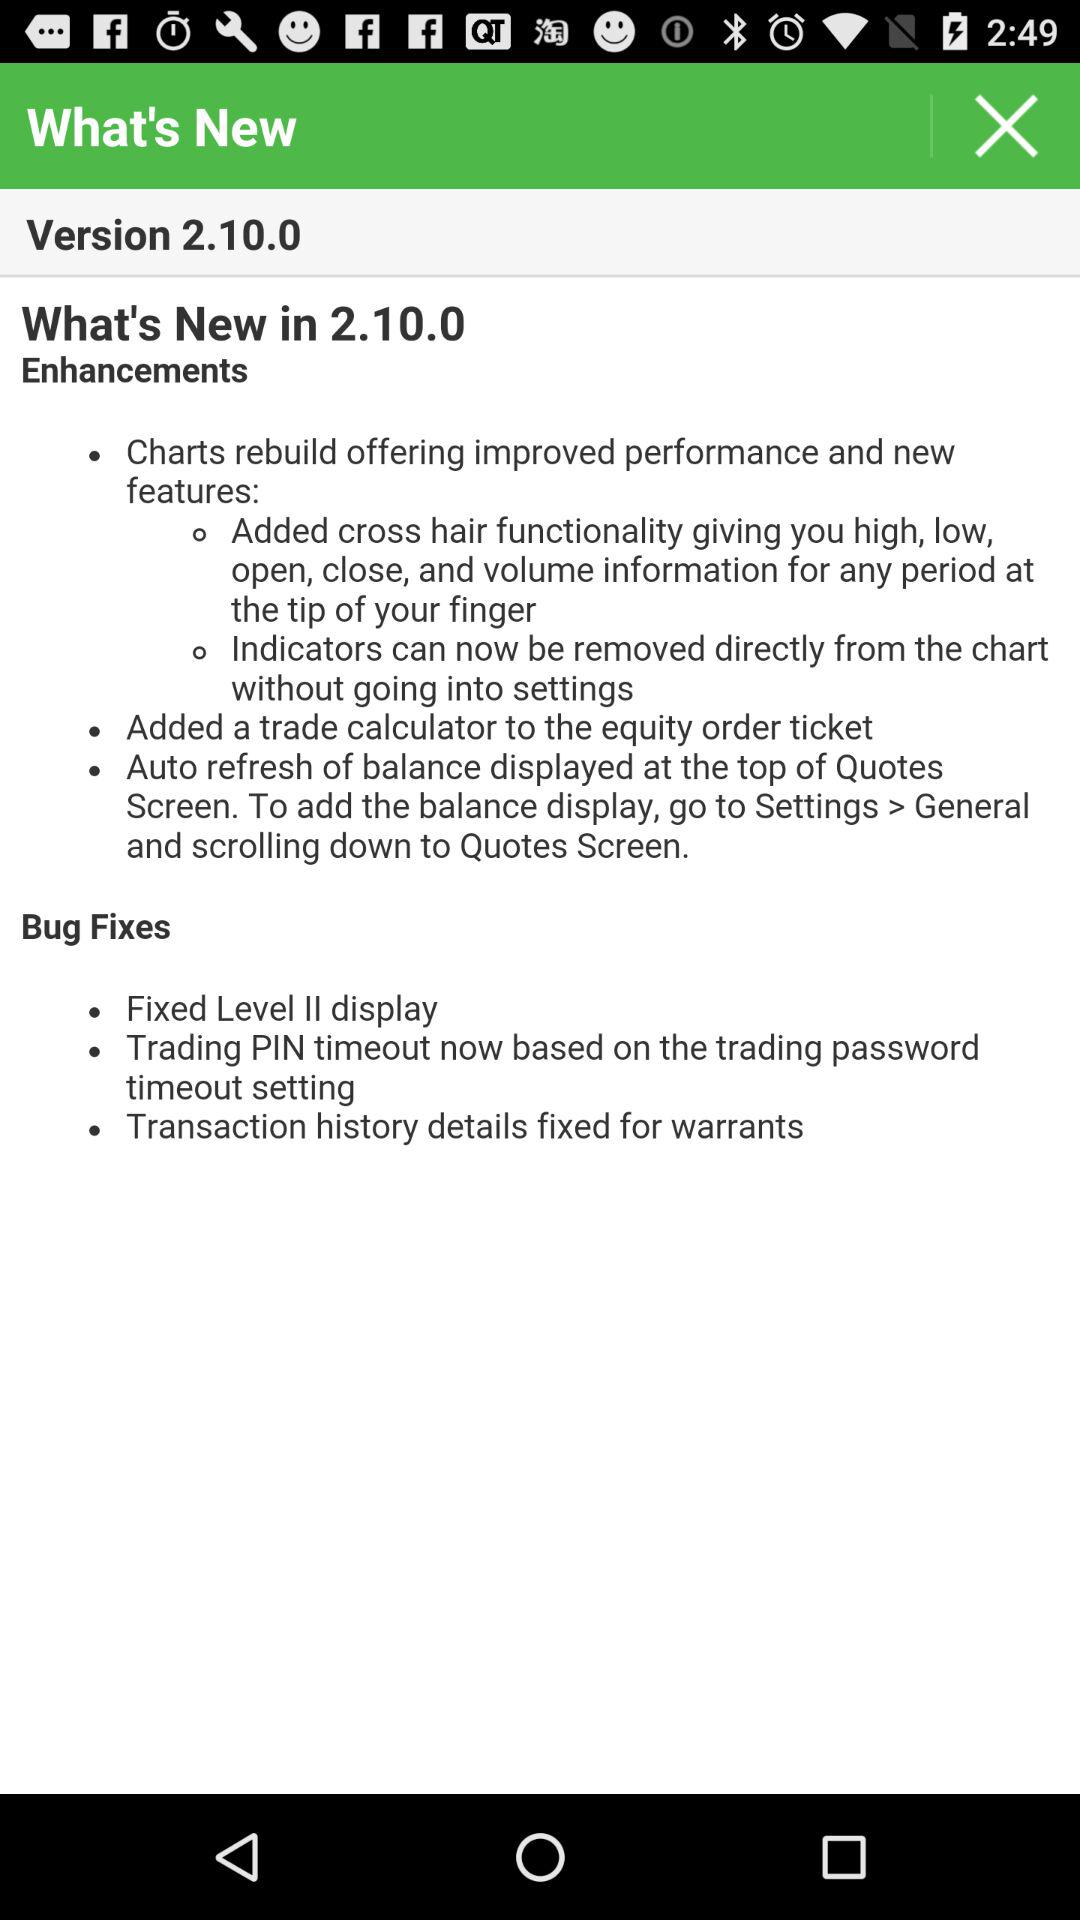 QT 淘 2:49
What's New
Version 2.10.0
What's New in 2.10.0
Enhancements
Charts rebuild offering improved performance and new
features:
Added cross hair functionality giving you high, low,
open, close, and volume information for any period at
the tip of your finger
Indicators can now be removed directly from the chart
without going into settings
Added a trade calculator to the equity order ticket
Auto refresh of balance displayed at the top of Quotes
Screen. To add the balance display, go to Settings > General
and scrolling down to Quotes Screen.
Bug Fixes
Fixed Level II display
Trading PIN timeout now based on the trading password
timeout setting
Transaction history details fixed for warrants